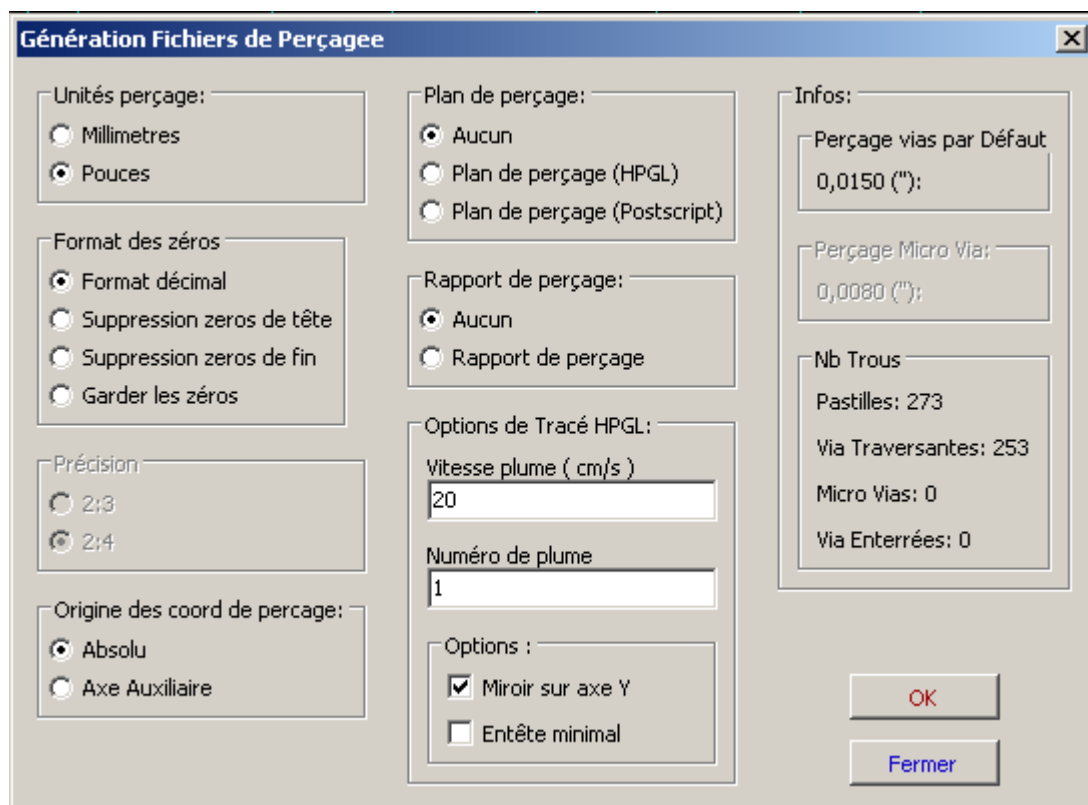 Génération Fichiers de Perçagee
Unités perçage:
Millimetres
Pouces
Format des zéros
Format décimal
Suppression zeros de tête
Suppression zeros de fin
Garder les zéros
Précision
2:3
2:4
Origine des coord de percage:
Absolu
Axe Auxiliaire
Plan de perçage:
Aucun
Plan de perçage (HPGL)
Plan de perçage (Postscript)
Rapport de perçage:
Aucun
Rapport de perçage
Options de Tracé HPGL:
Vitesse plume ( cm/s )
20
Numéro de plume
1
Options :
Miroir sur axe Y
Entête minimal
Infos:
Perçage vias par Défaut
0,0150 ("):
Perçage Micro Via:
0,0080 ("):
Nb Trous
Pastilles: 273
Via Traversantes: 253
Micro Vias: 0
Via Enterrées: 0
OK
Fermer